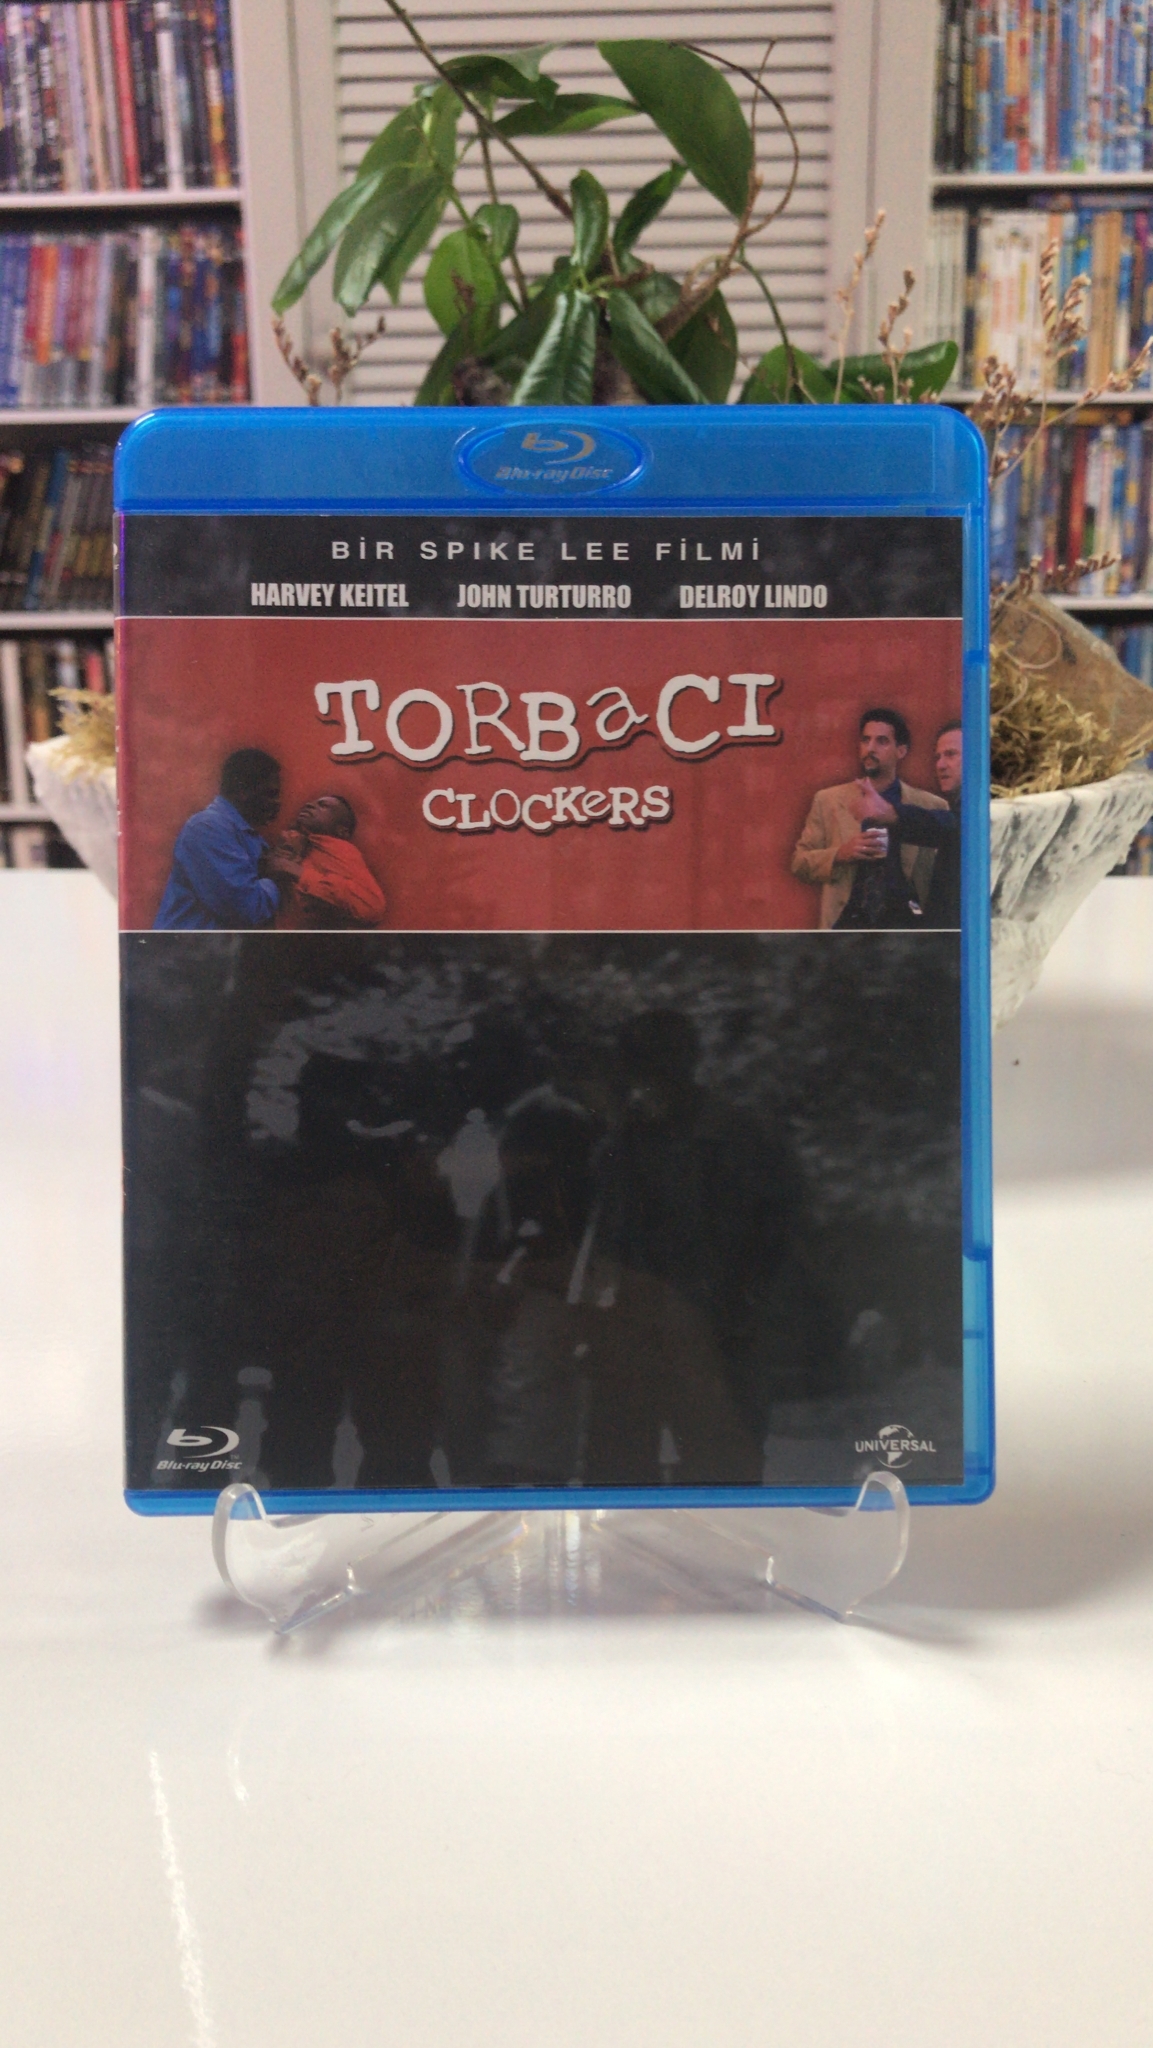 Blu-ray Disc
BİR SPIKE LEE FİLMİ
HARVEY KEITEL JOHN TURTURRO DELROY LINDO
TORBaCI
CLOCKeRS
Blu-ray Disc
UNIVERSAL